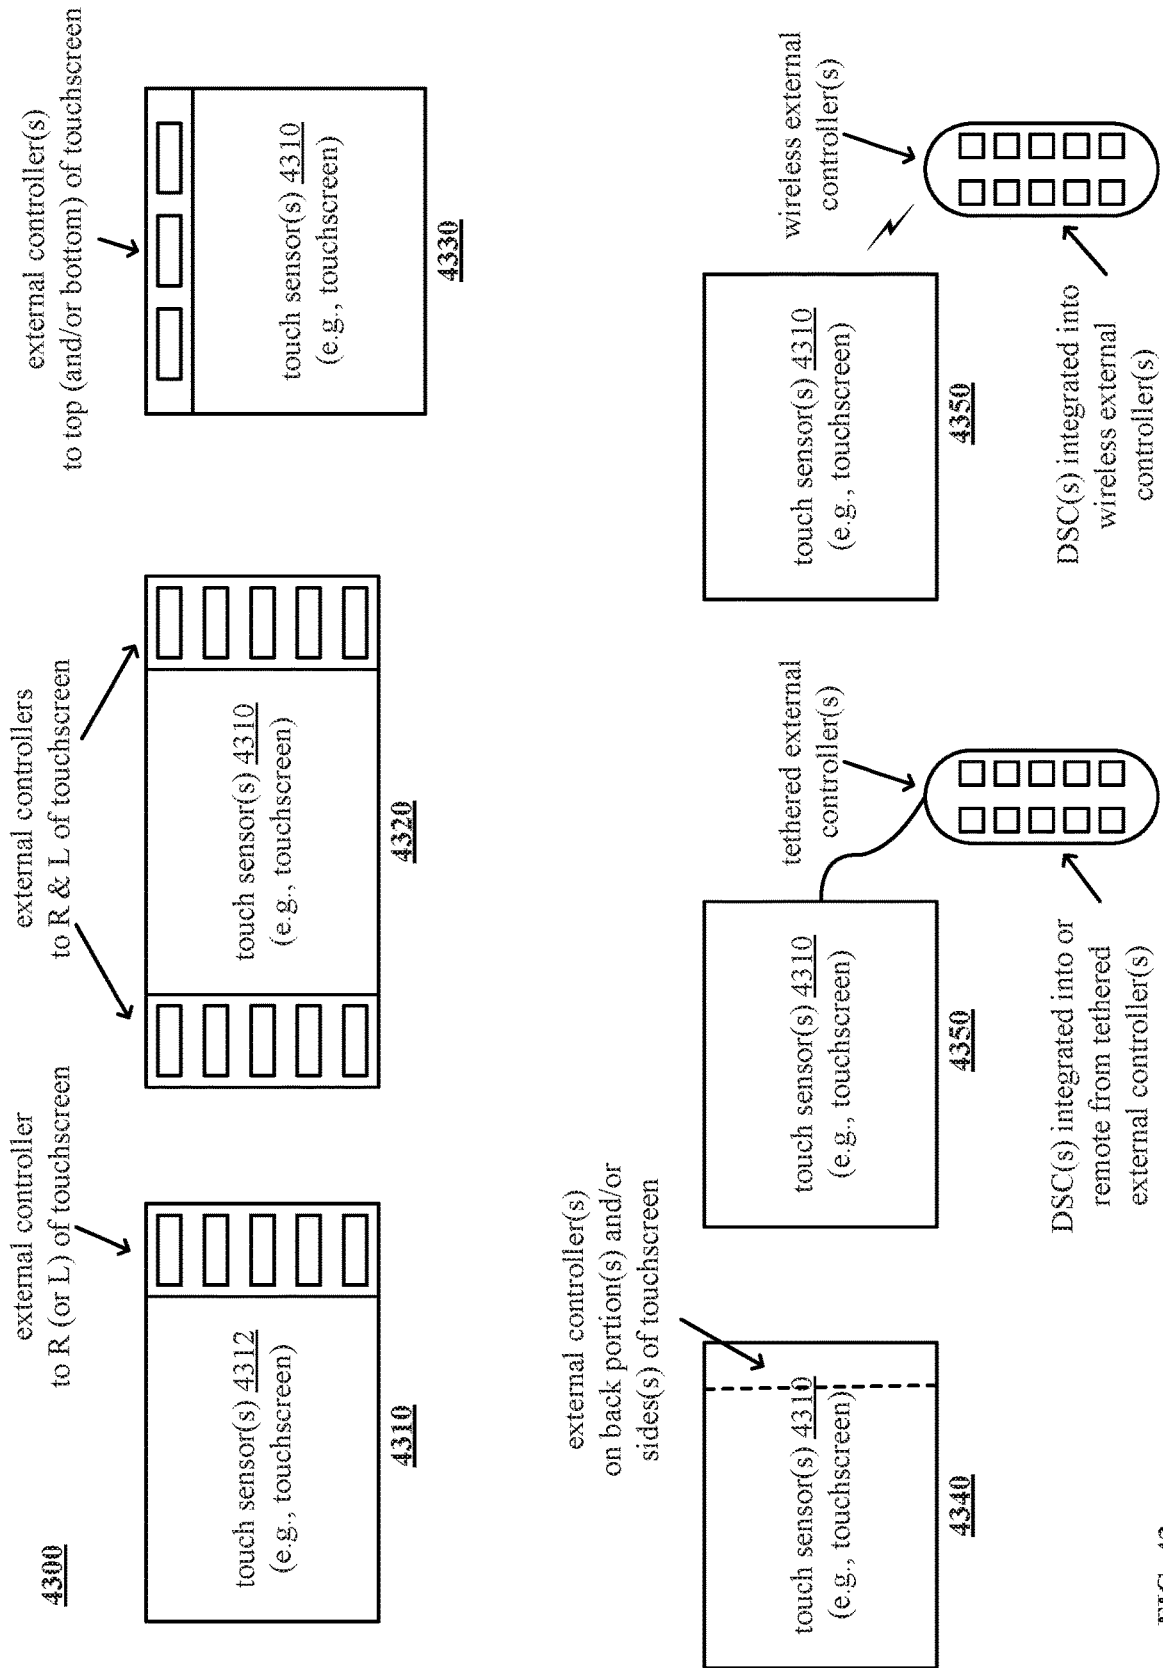 4300
external controller
to R (or L) of touchscreen
touch sensor(s) 4312
(e.g., touchscreen)
4310
external controllers
to R & L of touchscreen
touch sensor(s) 4310
(e.g., touchscreen)
4320
external controller(s)
to top (and/or bottom) of touchscreen
touch sensor(s) 4310
(e.g., touchscreen)
4330
external controller(s)
on back portion(s) and/or
sides(s) of touchscreen
touch sensor(s) 4310
(e.g., touchscreen)
4340
tethered external
controller(s)
touch sensor(s) 4310
(e.g., touchscreen)
4350
DSC(s) integrated into or
remote from tethered
external controller(s)
wireless external
controller(s)
touch sensor(s) 4310
(e.g., touchscreen)
4350
DSC(s) integrated into
wireless external
controller(s)